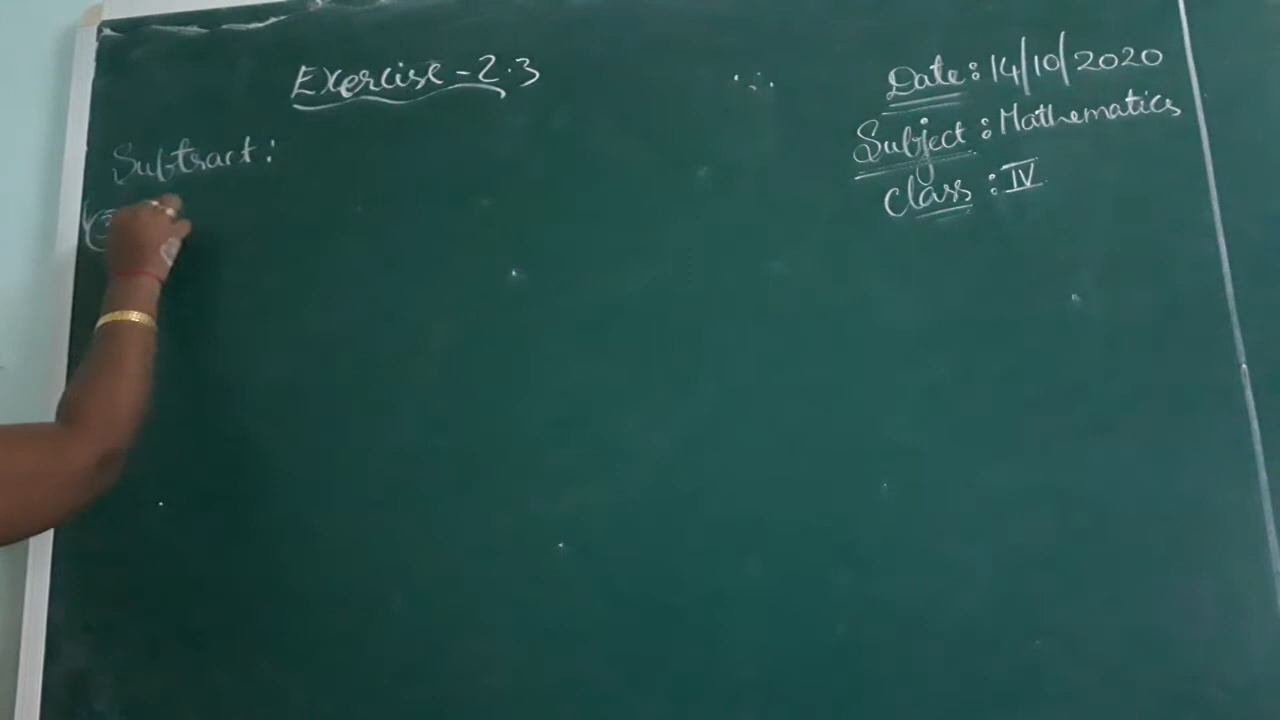 Exercise - 2.3
Date: 14/10/2020
Subject: Mathematics
Class: IV
Subtract: